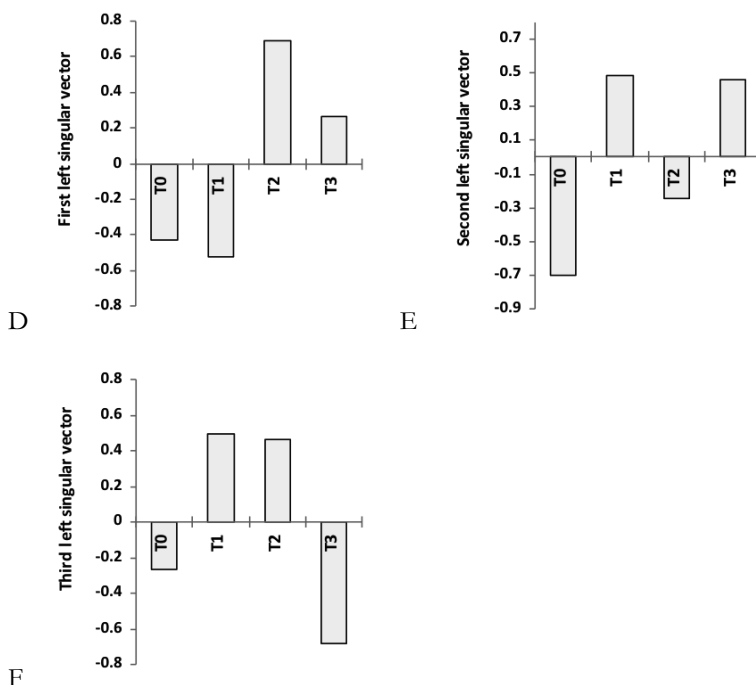 First left singular vector
0.8
0.6
0.4
0.2
0
-0.2
-0.4
-0.6
-0.8
T0
T1
T2
T3
D
Second left singular vector
0.7
0.5
0.3
0.1
-0.1
-0.3
-0.5
-0.7
-0.9
T0
T1
T2
T3
E
Third left singular vector
0.8
0.6
0.4
0.2
0
-0.2
-0.4
-0.6
-0.8
T0
T1
T2
T3
F